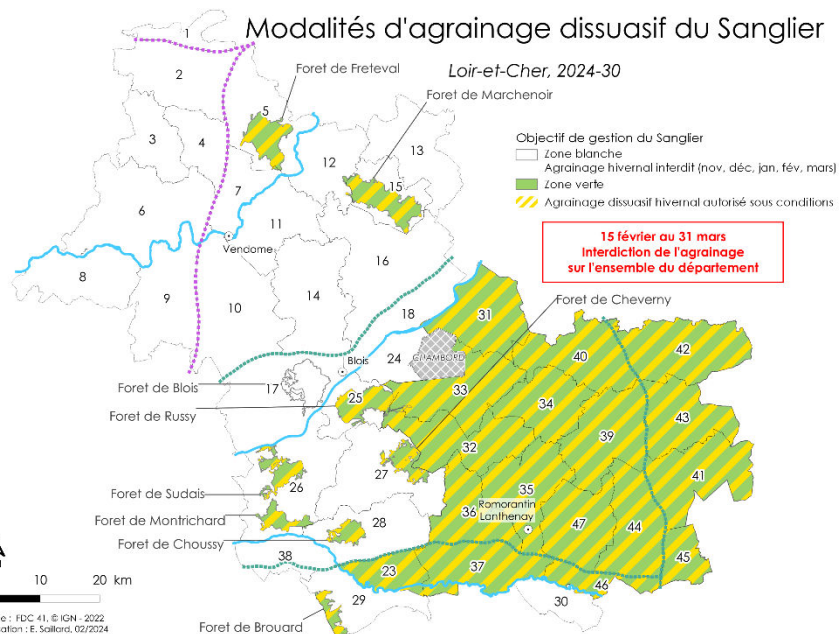 Modalités d'agrainage dissuasif du Sanglier
Loir-et-Cher, 2024-30
Objectif de gestion du Sanglier
Zone blanche
Agrainage hivernal interdit (nov, déc, jan, fév, mars)
Zone verte
Agrainage dissuasif hivernal autorisé sous conditions
15 février au 31 mars
Interdiction de l'agrainage
sur l'ensemble du département
Foret de Freteval
Foret de Marchenoir
Foret de Cheverny
1
2
3
4
5
6
7
8
9
10
11
12
13
14
15
16
17
18
Vendome
Blois
CHAMBORD
24
25
26
27
28
31
33
32
34
35
36
37
38
39
40
41
42
43
44
45
46
47
23
29
30
Romorantin
Lanthenay
Foret de Blois
Foret de Russy
Foret de Sudais
Foret de Montrichard
Foret de Choussy
Foret de Brouard
10 20 km
e : FDC 41, © IGN - 2022
ation : E. Saillard, 02/2024